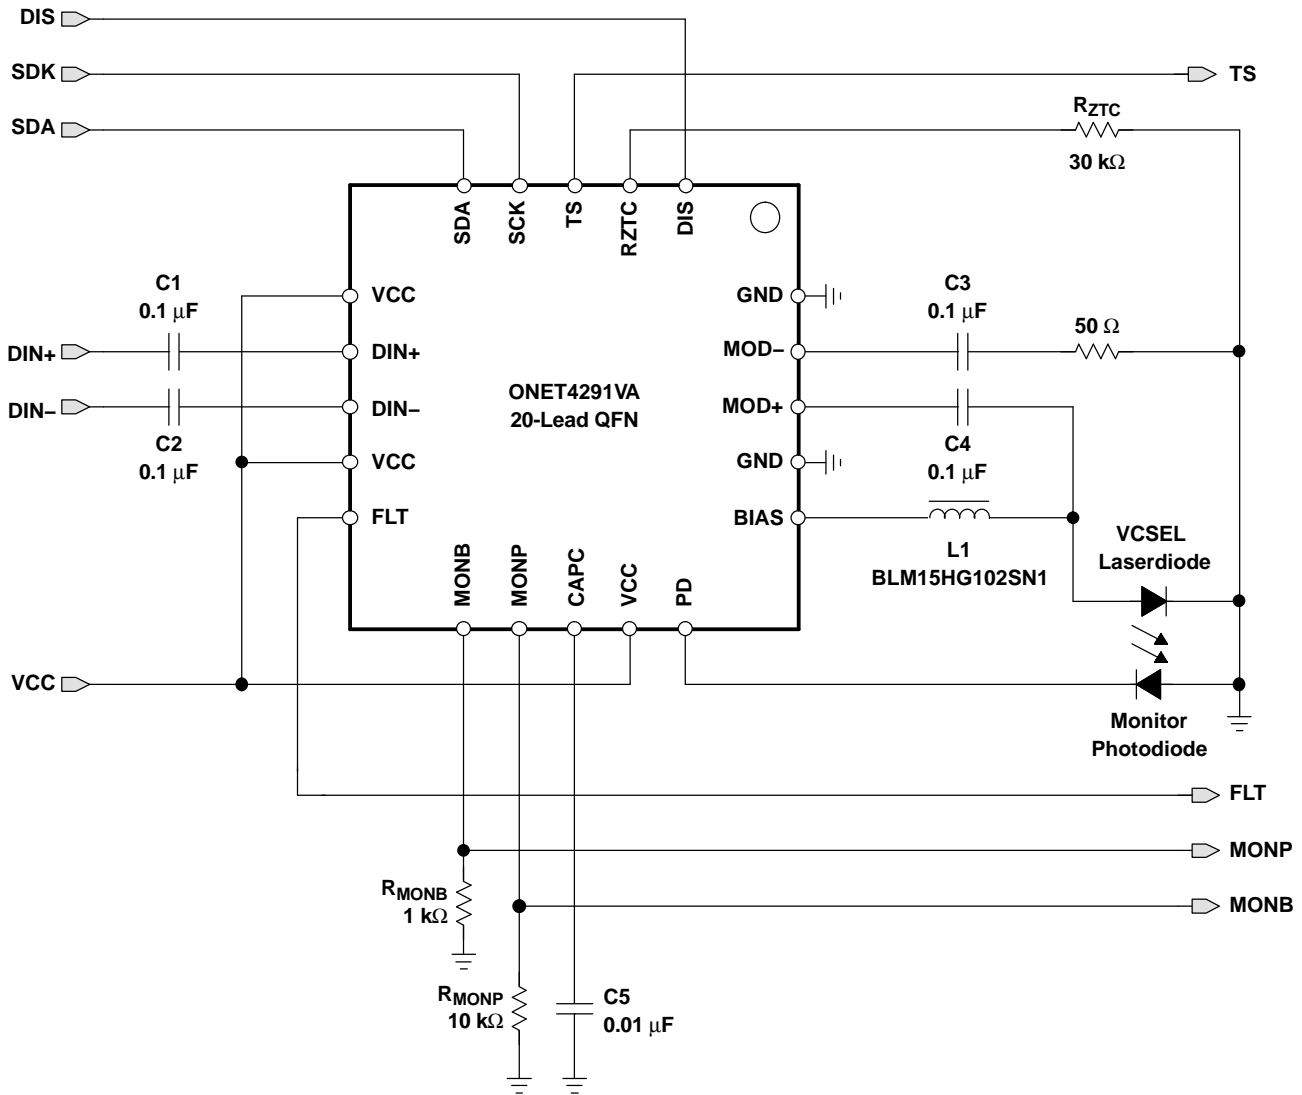 DIS
SDK
SDA
TS
R_ZTC
30 kΩ
SDA
SCK
TS
RZTC
DIS
C1
0.1 μF
DIN+
DIN–
C2
0.1 μF
VCC
DIN+
DIN–
VCC
FLT
ONET4291VA
20-Lead QFN
GND
MOD–
MOD+
GND
BIAS
C3
0.1 μF
50 Ω
C4
0.1 μF
L1
BLM15HG102SN1
VCSEL
Laserdiode
MONB
MONP
CAPC
VCC
PD
VCC
Monitor
Photodiode
FLT
MONP
MONB
R_MONB
1 kΩ
R_MONP
10 kΩ
C5
0.01 μF